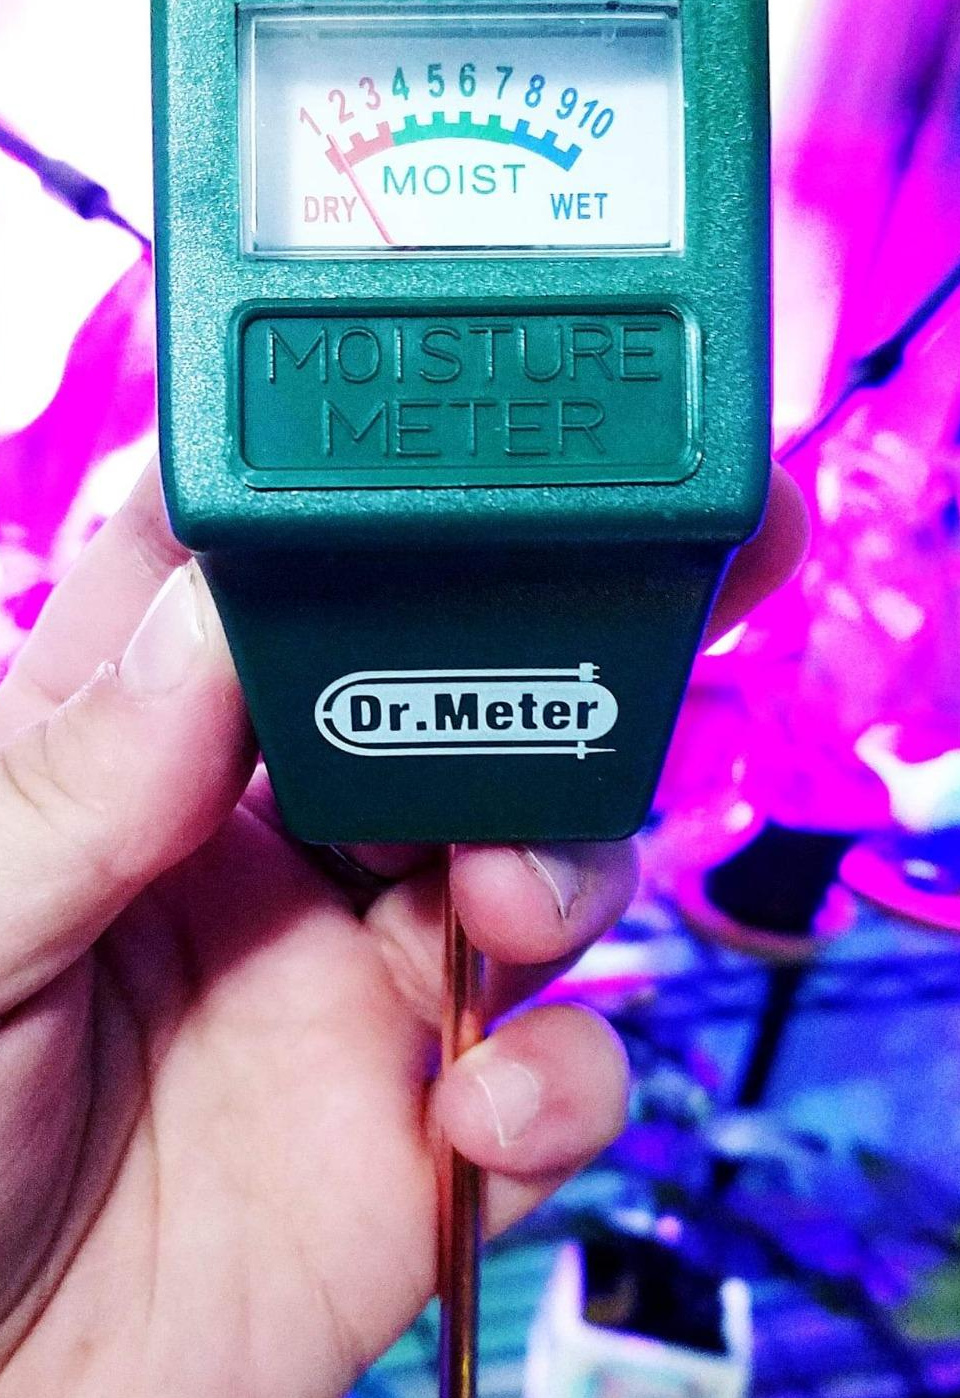 1 2 3 4 5 6 7 8 9 10
MOIST
DRY WET
MOISTURE
METER
Dr.Meter